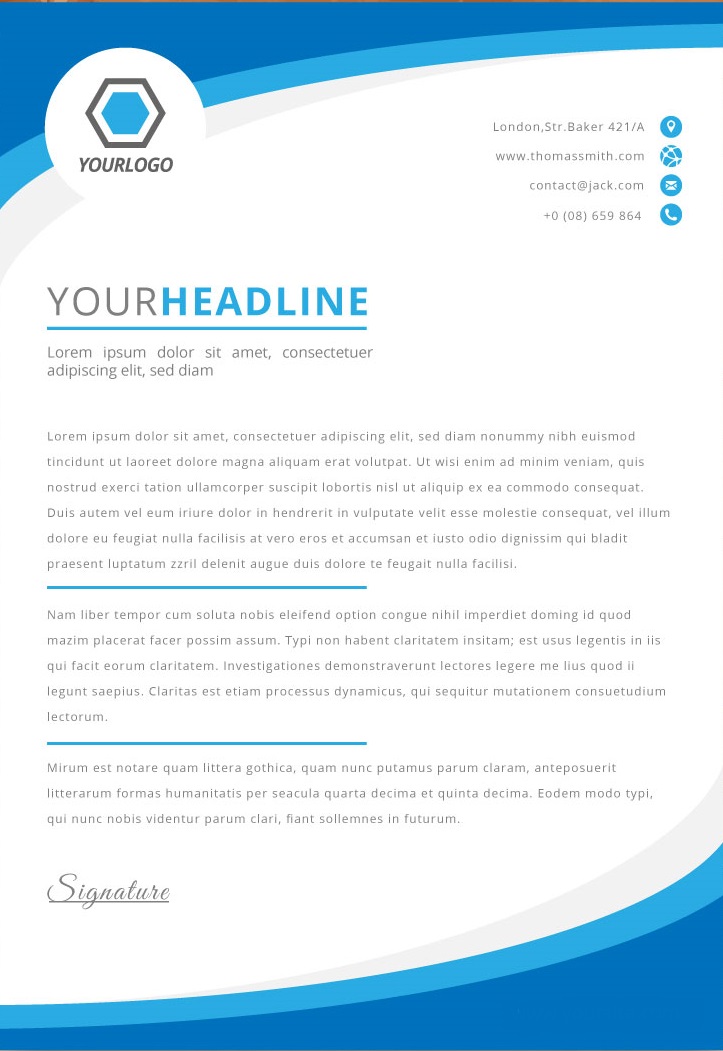 YOURLOGO
London,Str.Baker 421/A
www.thomassmith.com
contact@jack.com
+0 (08) 659 864
YOURHEADLINE
Lorem ipsum dolor sit amet, consectetuer
adipiscing elit, sed diam
Lorem ipsum dolor sit amet, consectetuer adipiscing elit, sed diam nonummy nibh euismod
tincidunt ut laoreet dolore magna aliquam erat volutpat. Ut wisi enim ad minim veniam, quis
nostrud exerci tation ullamcorper suscipit lobortis nisl ut aliquip ex ea commodo consequat.
Duis autem vel eum iriure dolor in hendrerit in vulputate velit esse molestie consequat, vel illum
dolore eu feugiat nulla facilisis at vero eros et accumsan et iusto odio dignissim qui bladit
praesent luptatum zzril delenit augue duis dolore te feugait nulla facilisi.
Nam liber tempor cum soluta nobis eleifend option congue nihil imperdiet doming id quod
mazim placerat facer possim assum. Typi non habent claritatem insitam; est usus legentis in iis
qui facit eorum claritatem. Investigationes demonstraverunt lectores legere me lius quod ii
legunt saepius. Claritas est etiam processus dynamicus, qui sequitur mutationem consuetudium
lectorum.
Mirum est notare quam littera gothica, quam nunc putamus parum claram, anteposuerit
litterarum formas humanitatis per seacula quarta decima et quinta decima. Eodem modo typi,
qui nunc nobis videntur parum clari, fiant sollemnes in futurum.
Signature